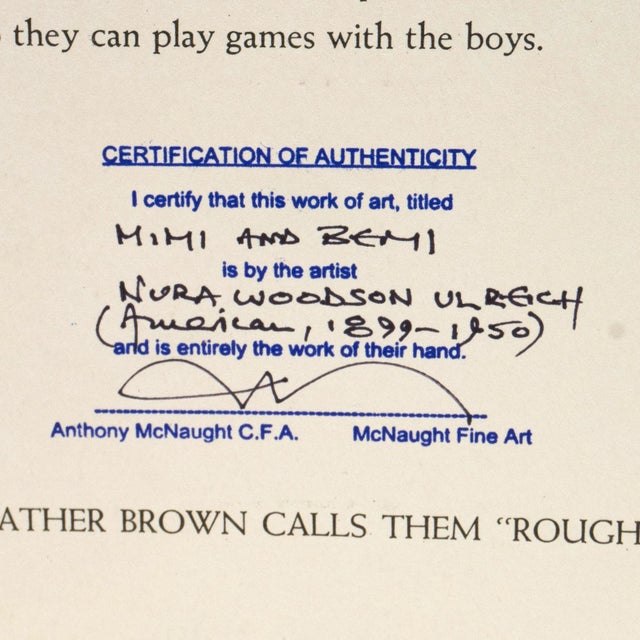 they can play games with the boys.
CERTIFICATION OF AUTHENTICITY
I certify that this work of art, titled
MIMI AND BEMI
is by the artist
NURA WOODSON ULREICH
(American, 1899-1950)
and is entirely the work of their hand.
Anthony McNaught C.F.A. McNaught Fine Art
ATHER BROWN CALLS THEM “ROUGH